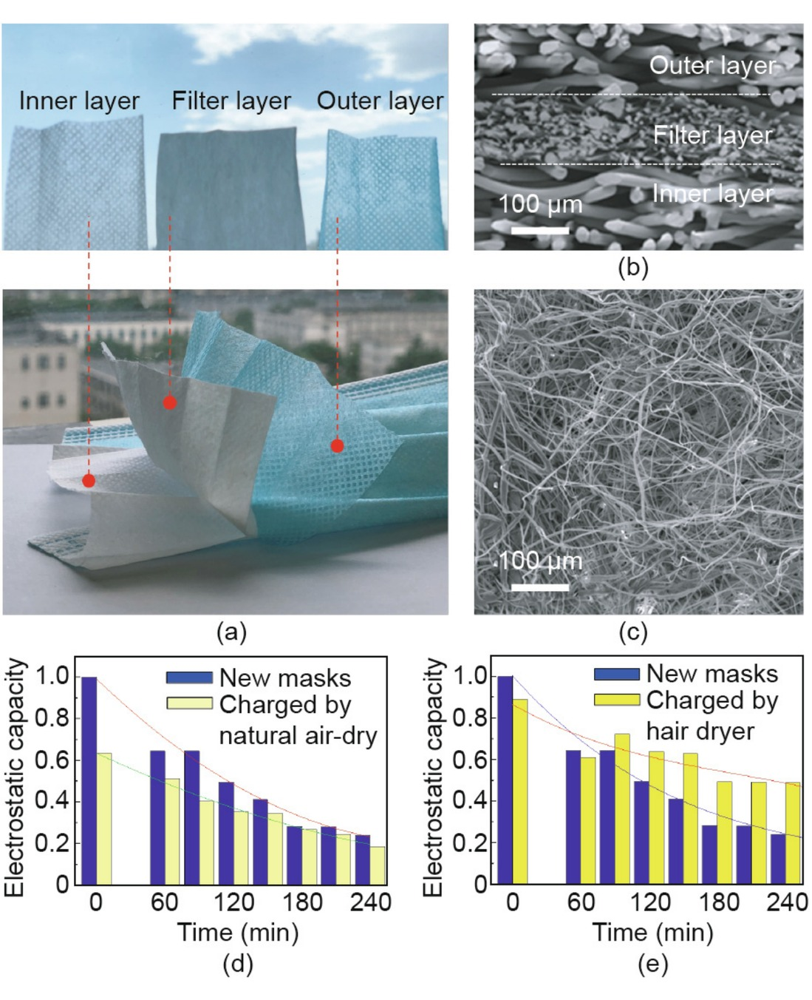 Inner layer Filter layer Outer layer
(a)
Outer layer
Filter layer
Inner layer
100 μm
(b)
100 μm
(c)
Electrostatic capacity
1.0
0.8
0.6
0.4
0.2
0
New masks
Charged by
natural air-dry
0 60 120 180 240
Time (min)
(d)
Electrostatic capacity
1.0
0.8
0.6
0.4
0.2
0
New masks
Charged by
hair dryer
0 60 120 180 240
Time (min)
(e)